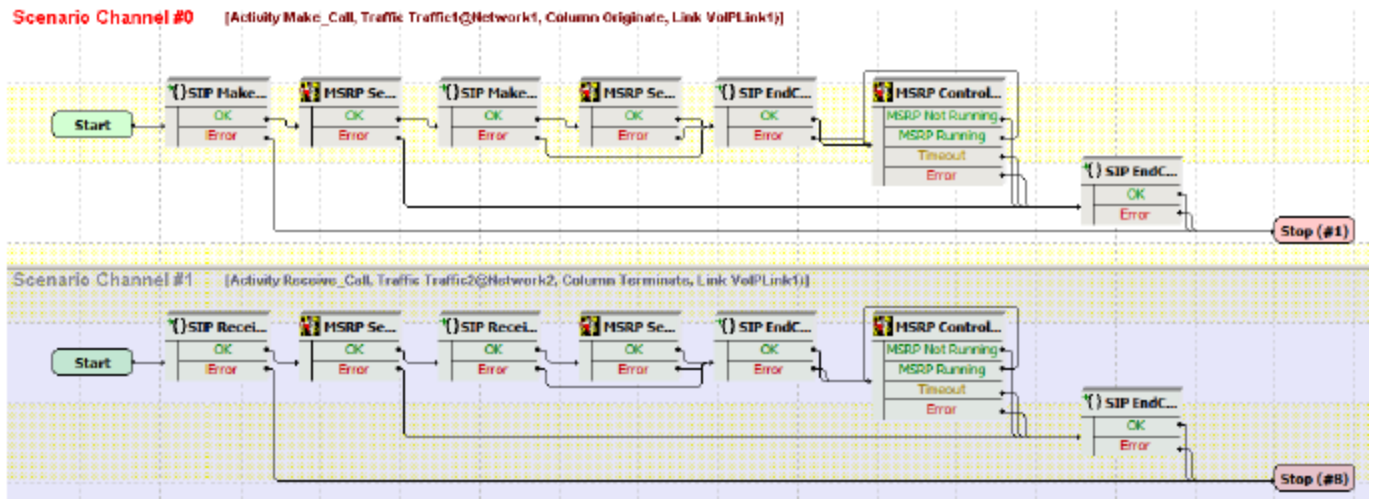 Scenario Channel #0 [Activity Make_Call, Traffic Traffic1@Network1, Column Originate, Link VoIPLink1)]
{}SIP Make... MSRP Se... {}SIP Make... MSRP Se... {} SIP EndC... MSRP Control...
Start OK OK OK OK OK MSRP Not Running
Error Error Error Error Error MSRP Running
Timeout
Error
{} SIP EndC...
OK
Error
Stop (#1)
Scenario Channel #1 [Activity Receive_Call, Traffic Traffic2@Network2, Column Terminate, Link VoIPLink1)]
{}SIP Recei... MSRP Se... {}SIP Recei... MSRP Se... {} SIP EndC... MSRP Control...
Start OK OK OK OK OK MSRP Not Running
Error Error Error Error Error MSRP Running
Timeout
Error
{} SIP EndC...
OK
Error
Stop (#8)